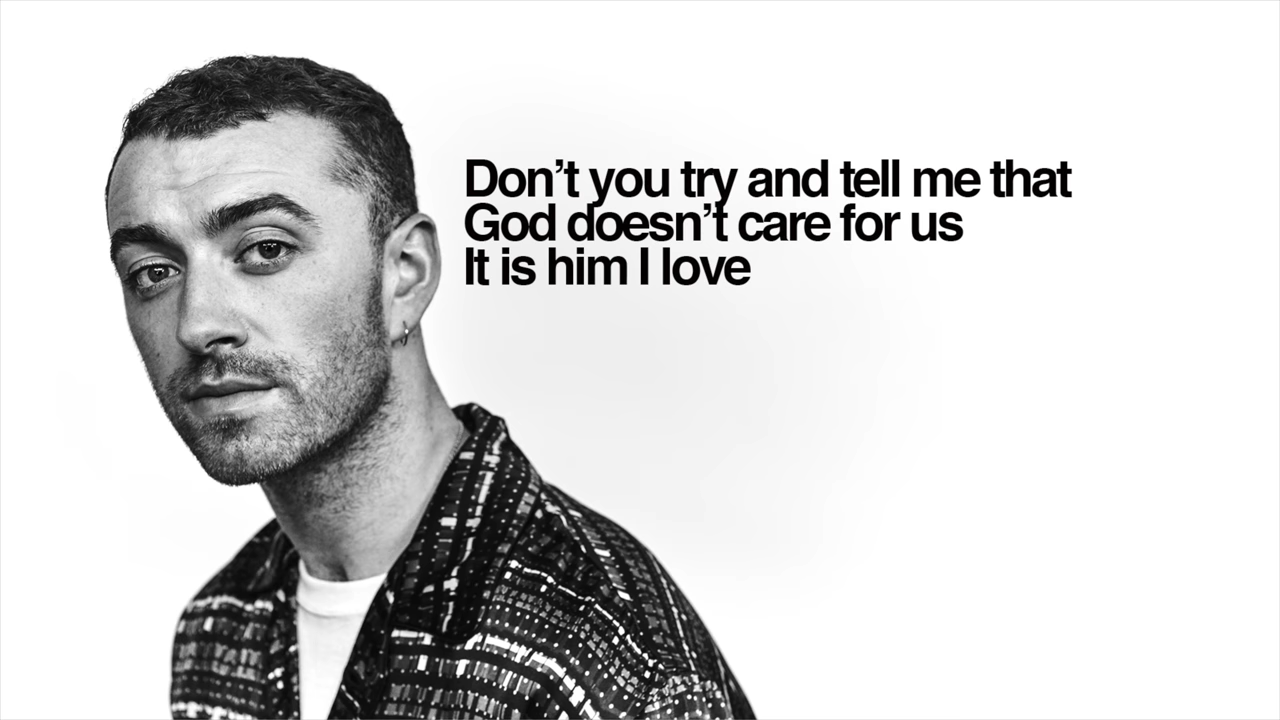 Don’t you try and tell me that
God doesn’t care for us
It is him I love